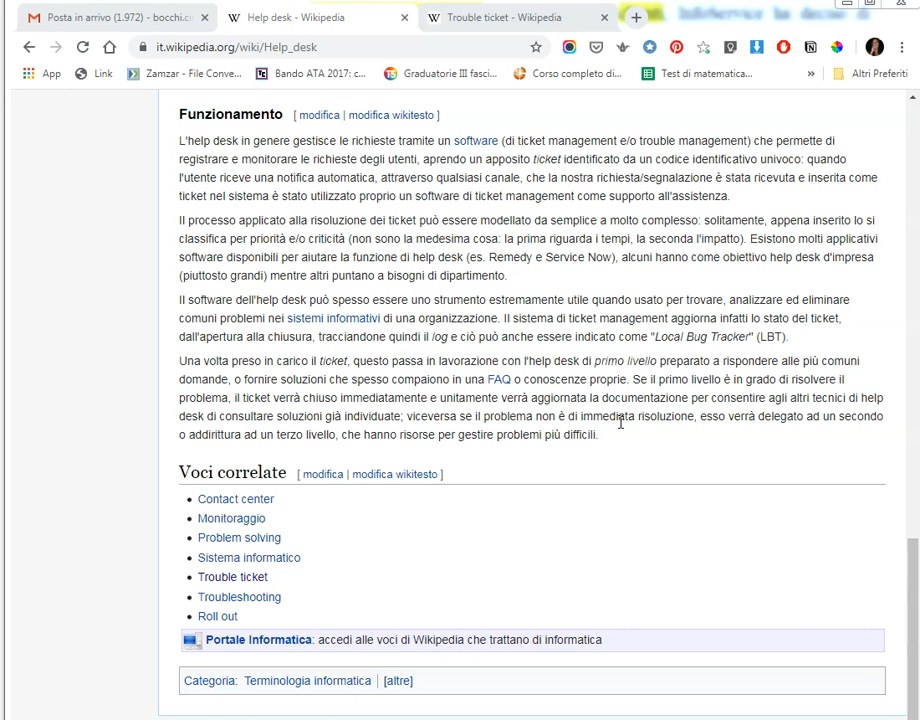 Posta in arrivo (1.972) - bocchi.c
Help desk - Wikipedia
Trouble ticket - Wikipedia
it.wikipedia.org/wiki/Help_desk
App
Link
Zamzar - File Conve...
Bando ATA 2017: c...
Graduatorie III fasci...
Corso completo di...
Test di matematica...
»
Altri Preferiti
Funzionamento [ modifica | modifica wikitesto ]
L'help desk in genere gestisce le richieste tramite un software (di ticket management e/o trouble management) che permette di
registrare e monitorare le richieste degli utenti, aprendo un apposito ticket identificato da un codice identificativo univoco: quando
l'utente riceve una notifica automatica, attraverso qualsiasi canale, che la nostra richiesta/segnalazione è stata ricevuta e inserita come
ticket nel sistema è stato utilizzato proprio un software di ticket management come supporto all'assistenza.
Il processo applicato alla risoluzione dei ticket può essere modellato da semplice a molto complesso: solitamente, appena inserito lo si
classifica per priorità e/o criticità (non sono la medesima cosa: la prima riguarda i tempi, la seconda l'impatto). Esistono molti applicativi
software disponibili per aiutare la funzione di help desk (es. Remedy e Service Now), alcuni hanno come obiettivo help desk d'impresa
(piuttosto grandi) mentre altri puntano a bisogni di dipartimento.
Il software dell'help desk può spesso essere uno strumento estremamente utile quando usato per trovare, analizzare ed eliminare
comuni problemi nei sistemi informativi di una organizzazione. Il sistema di ticket management aggiorna infatti lo stato del ticket,
dall'apertura alla chiusura, tracciandone quindi il log e ciò può anche essere indicato come "Local Bug Tracker" (LBT).
Una volta preso in carico il ticket, questo passa in lavorazione con l'help desk di primo livello preparato a rispondere alle più comuni
domande, o fornire soluzioni che spesso compaiono in una FAQ o conoscenze proprie. Se il primo livello è in grado di risolvere il
problema, il ticket verrà chiuso immediatamente e unitamente verrà aggiornata la documentazione per consentire agli altri tecnici di help
desk di consultare soluzioni già individuate; viceversa se il problema non è di immediata risoluzione, esso verrà delegato ad un secondo
o addirittura ad un terzo livello, che hanno risorse per gestire problemi più difficili.
Voci correlate [ modifica | modifica wikitesto ]
Contact center
Monitoraggio
Problem solving
Sistema informatico
Trouble ticket
Troubleshooting
Roll out
Portale Informatica: accedi alle voci di Wikipedia che trattano di informatica
Categoria: Terminologia informatica | [altre]